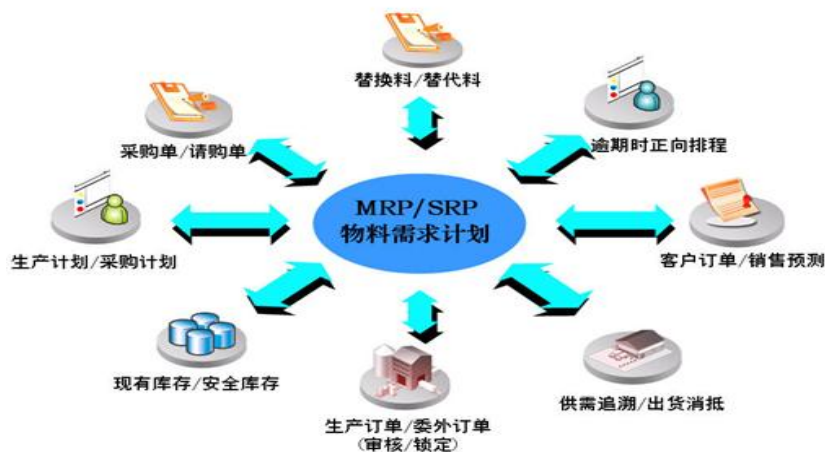 替换料/替代料
采购单/请购单
逾期时正向排程
MRP/SRP
物料需求计划
生产计划/采购计划
客户订单/销售预测
现有库存/安全库存
生产订单/委外订单
(审核/锁定)
供需追溯/出货消抵